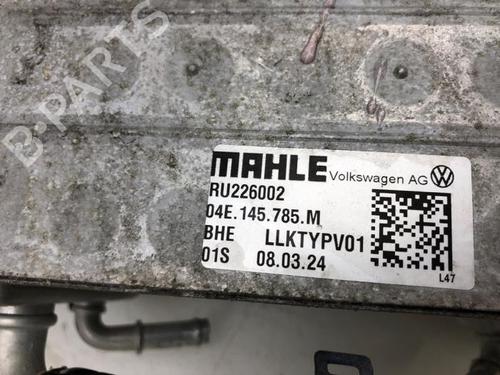 B-PARTS
MAHLE Volkswagen AG
RU226002
04E.145.785.M
BHE LLKTYPV01
01S 08.03.24
L47